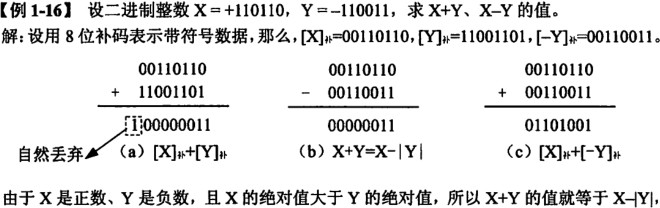 【例 1-16】 设二进制整数 X＝+110110，Y＝–110011，求 X+Y、X–Y 的值。
解：设用 8 位补码表示带符号数据，那么，[X]补=00110110，[Y]补=11001101，[–Y]补=00110011。
00110110 00110110 00110110
+ 11001101 – 00110011 + 00110011
100000011 00000011 01101001
自然丢弃 （a）[X]补+[Y]补 （b）X+Y=X–|Y| （c）[X]补+[–Y]补
由于 X 是正数、Y 是负数，且 X 的绝对值大于 Y 的绝对值，所以 X+Y 的值就等于 X–|Y|，